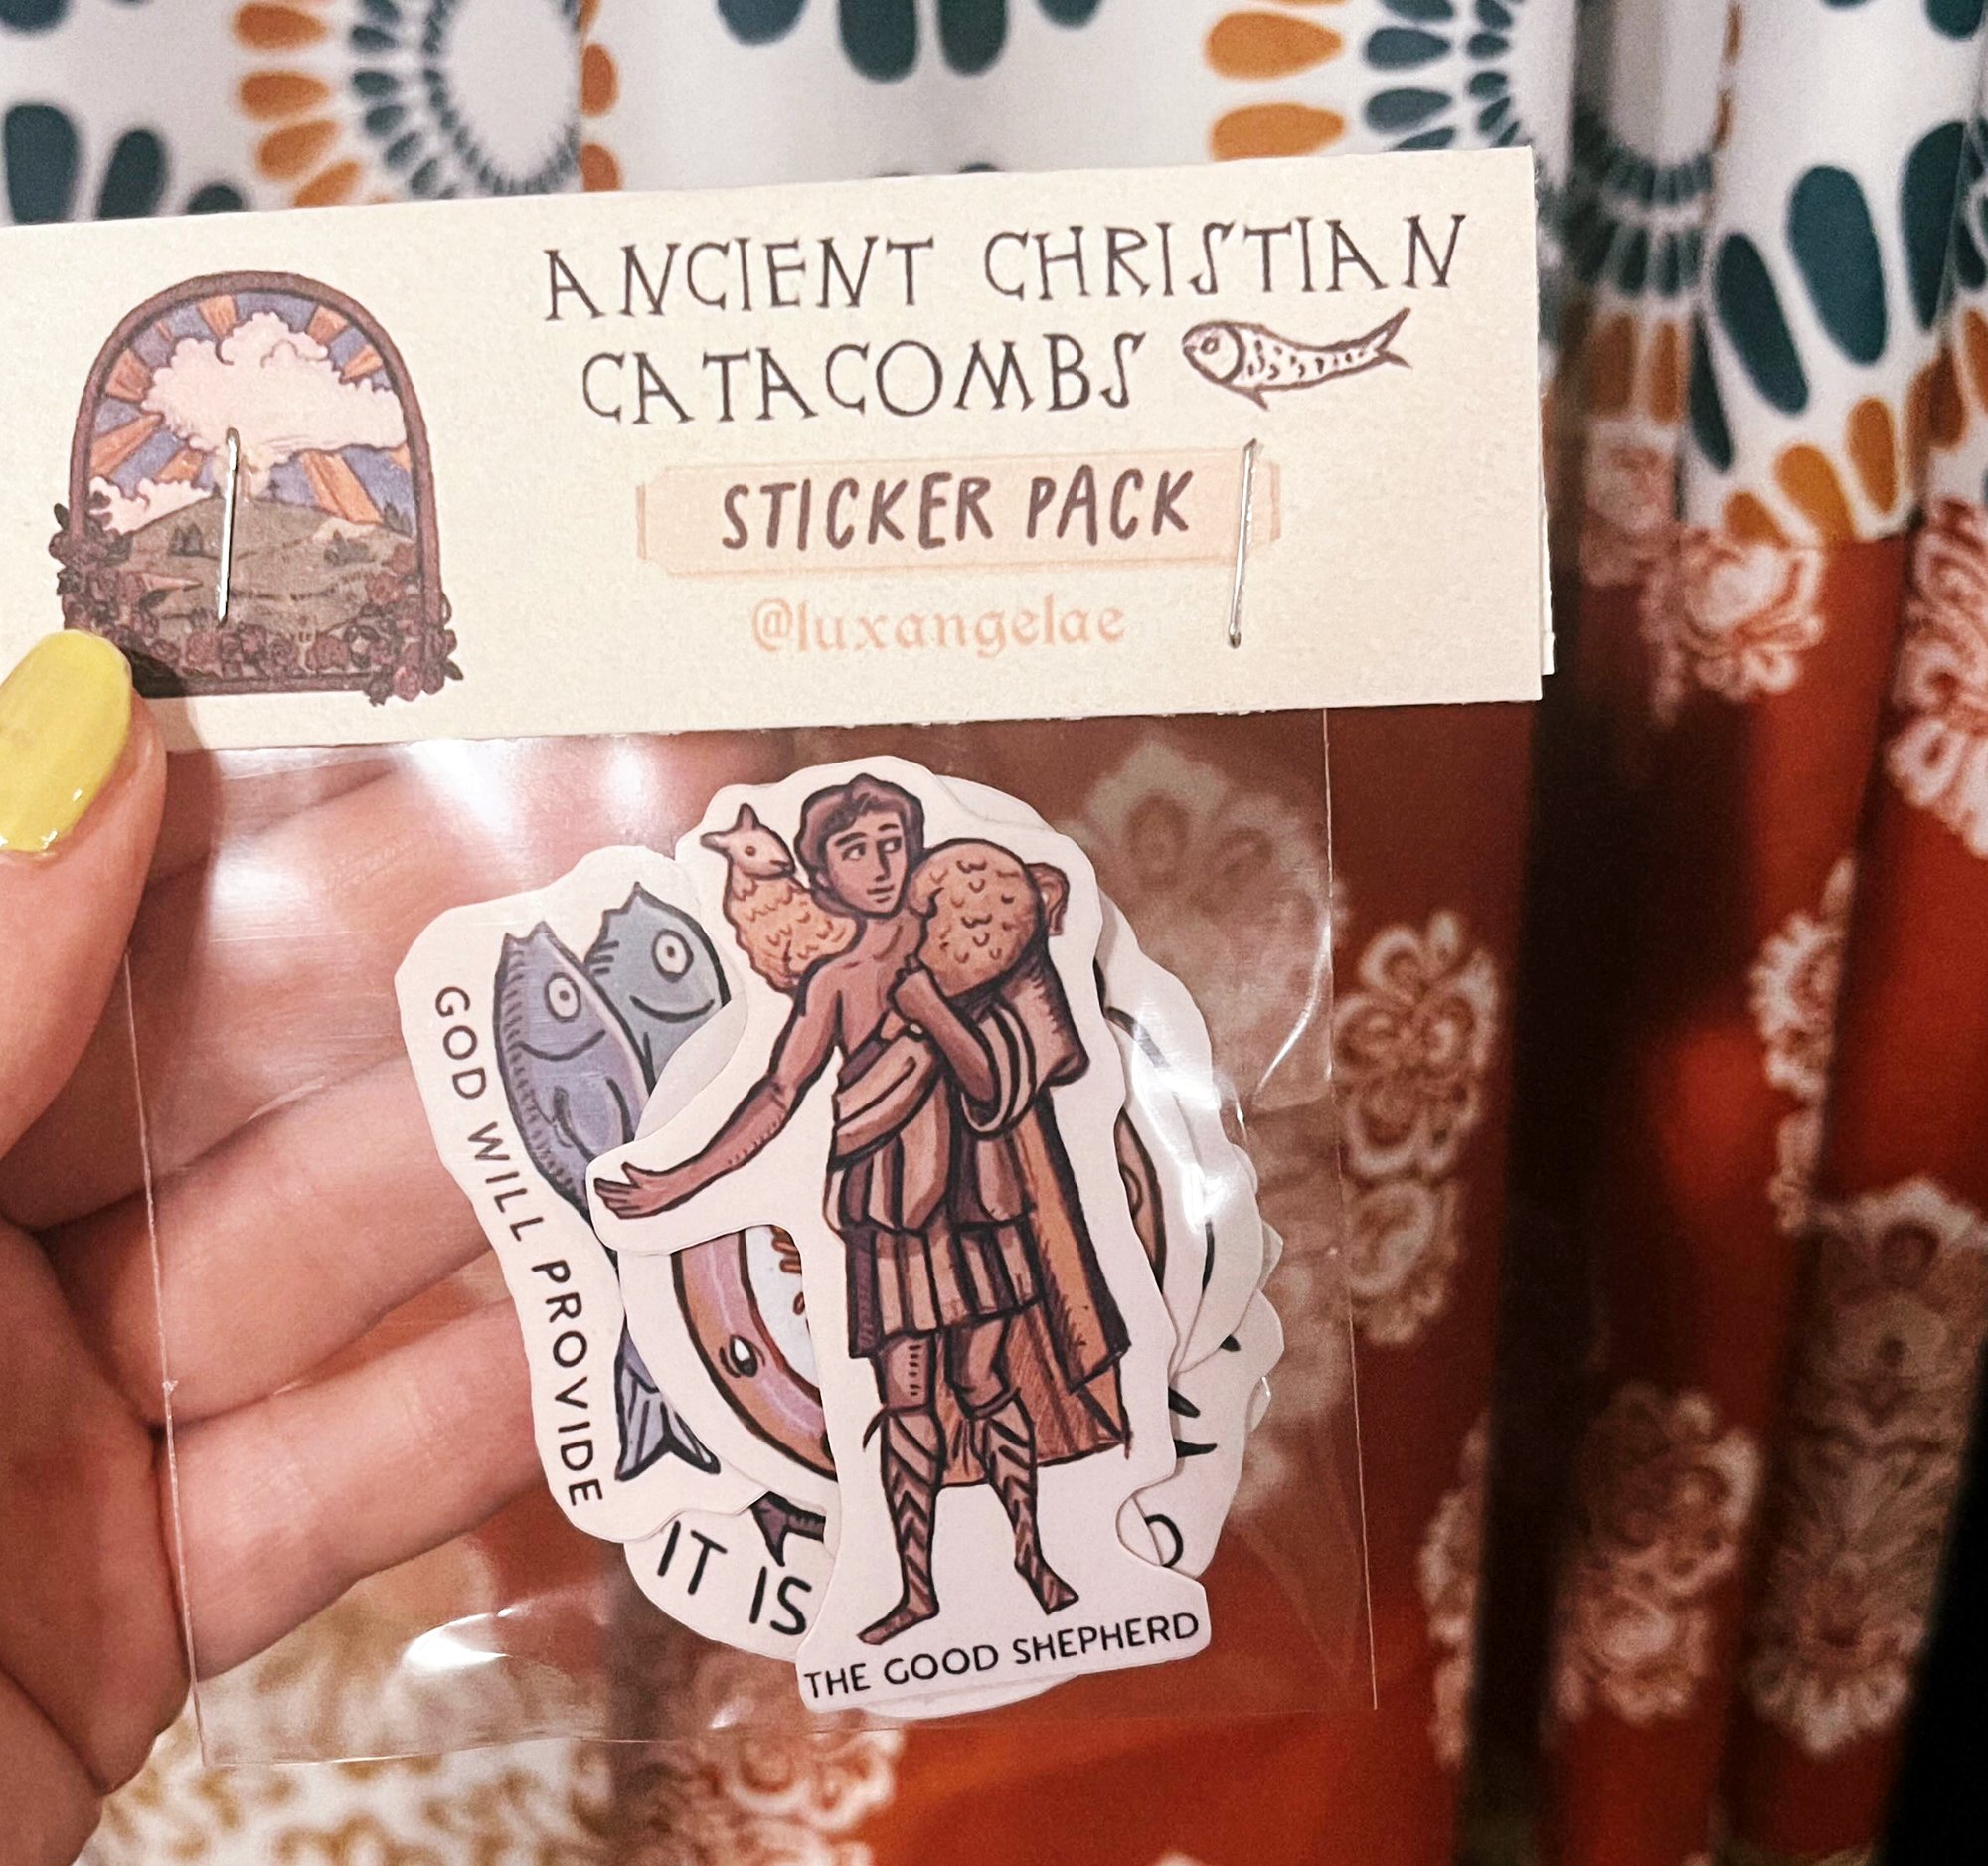 ANCIENT CHRISTIAN
CATACOMBS
STICKER PACK
@luxangelae
GOD WILL PROVIDE
IT IS
THE GOOD SHEPHERD